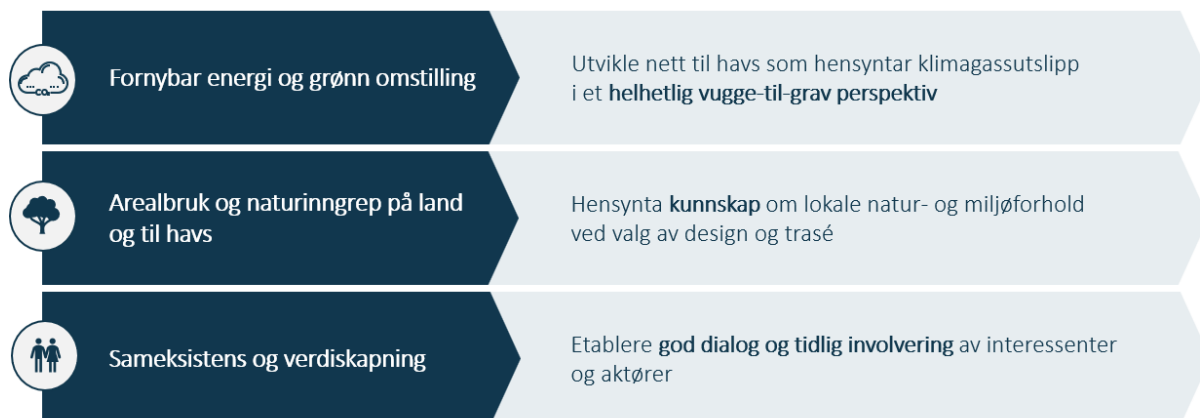 Fornybar energi og grønn omstilling
Utvikle nett til havs som hensyntar klimagassutslipp
i et helhetlig vugge-til-grav perspektiv
Arealbruk og naturinngrep på land
og til havs
Hensynta kunnskap om lokale natur- og miljøforhold
ved valg av design og trasé
Sameksistens og verdiskapning
Etablere god dialog og tidlig involvering av interessenter
og aktører